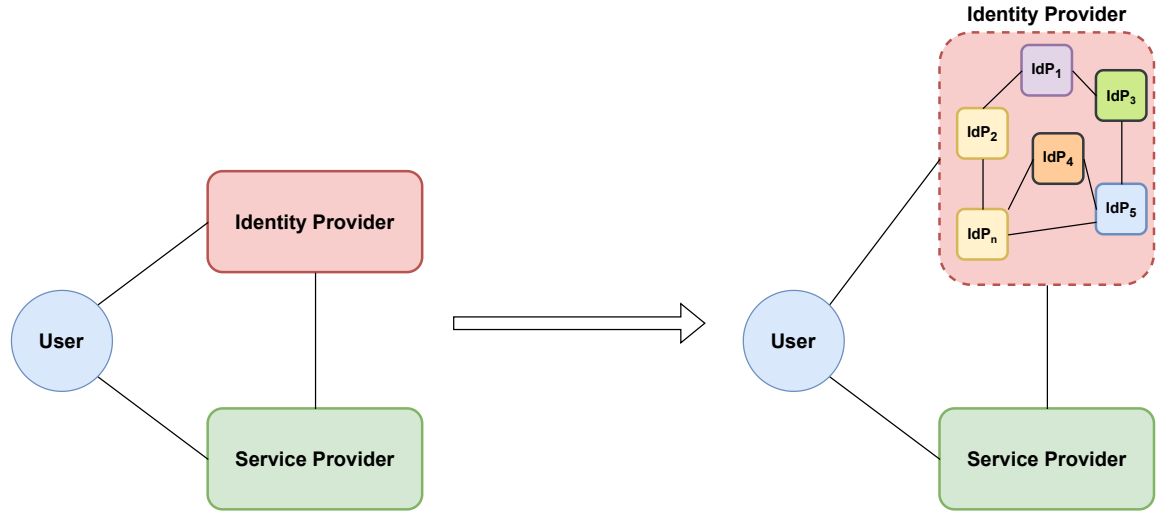 Identity Provider
User
Service Provider
Identity Provider
IdP1
IdP3
IdP2
IdP4
IdP5
IdPn
User
Service Provider